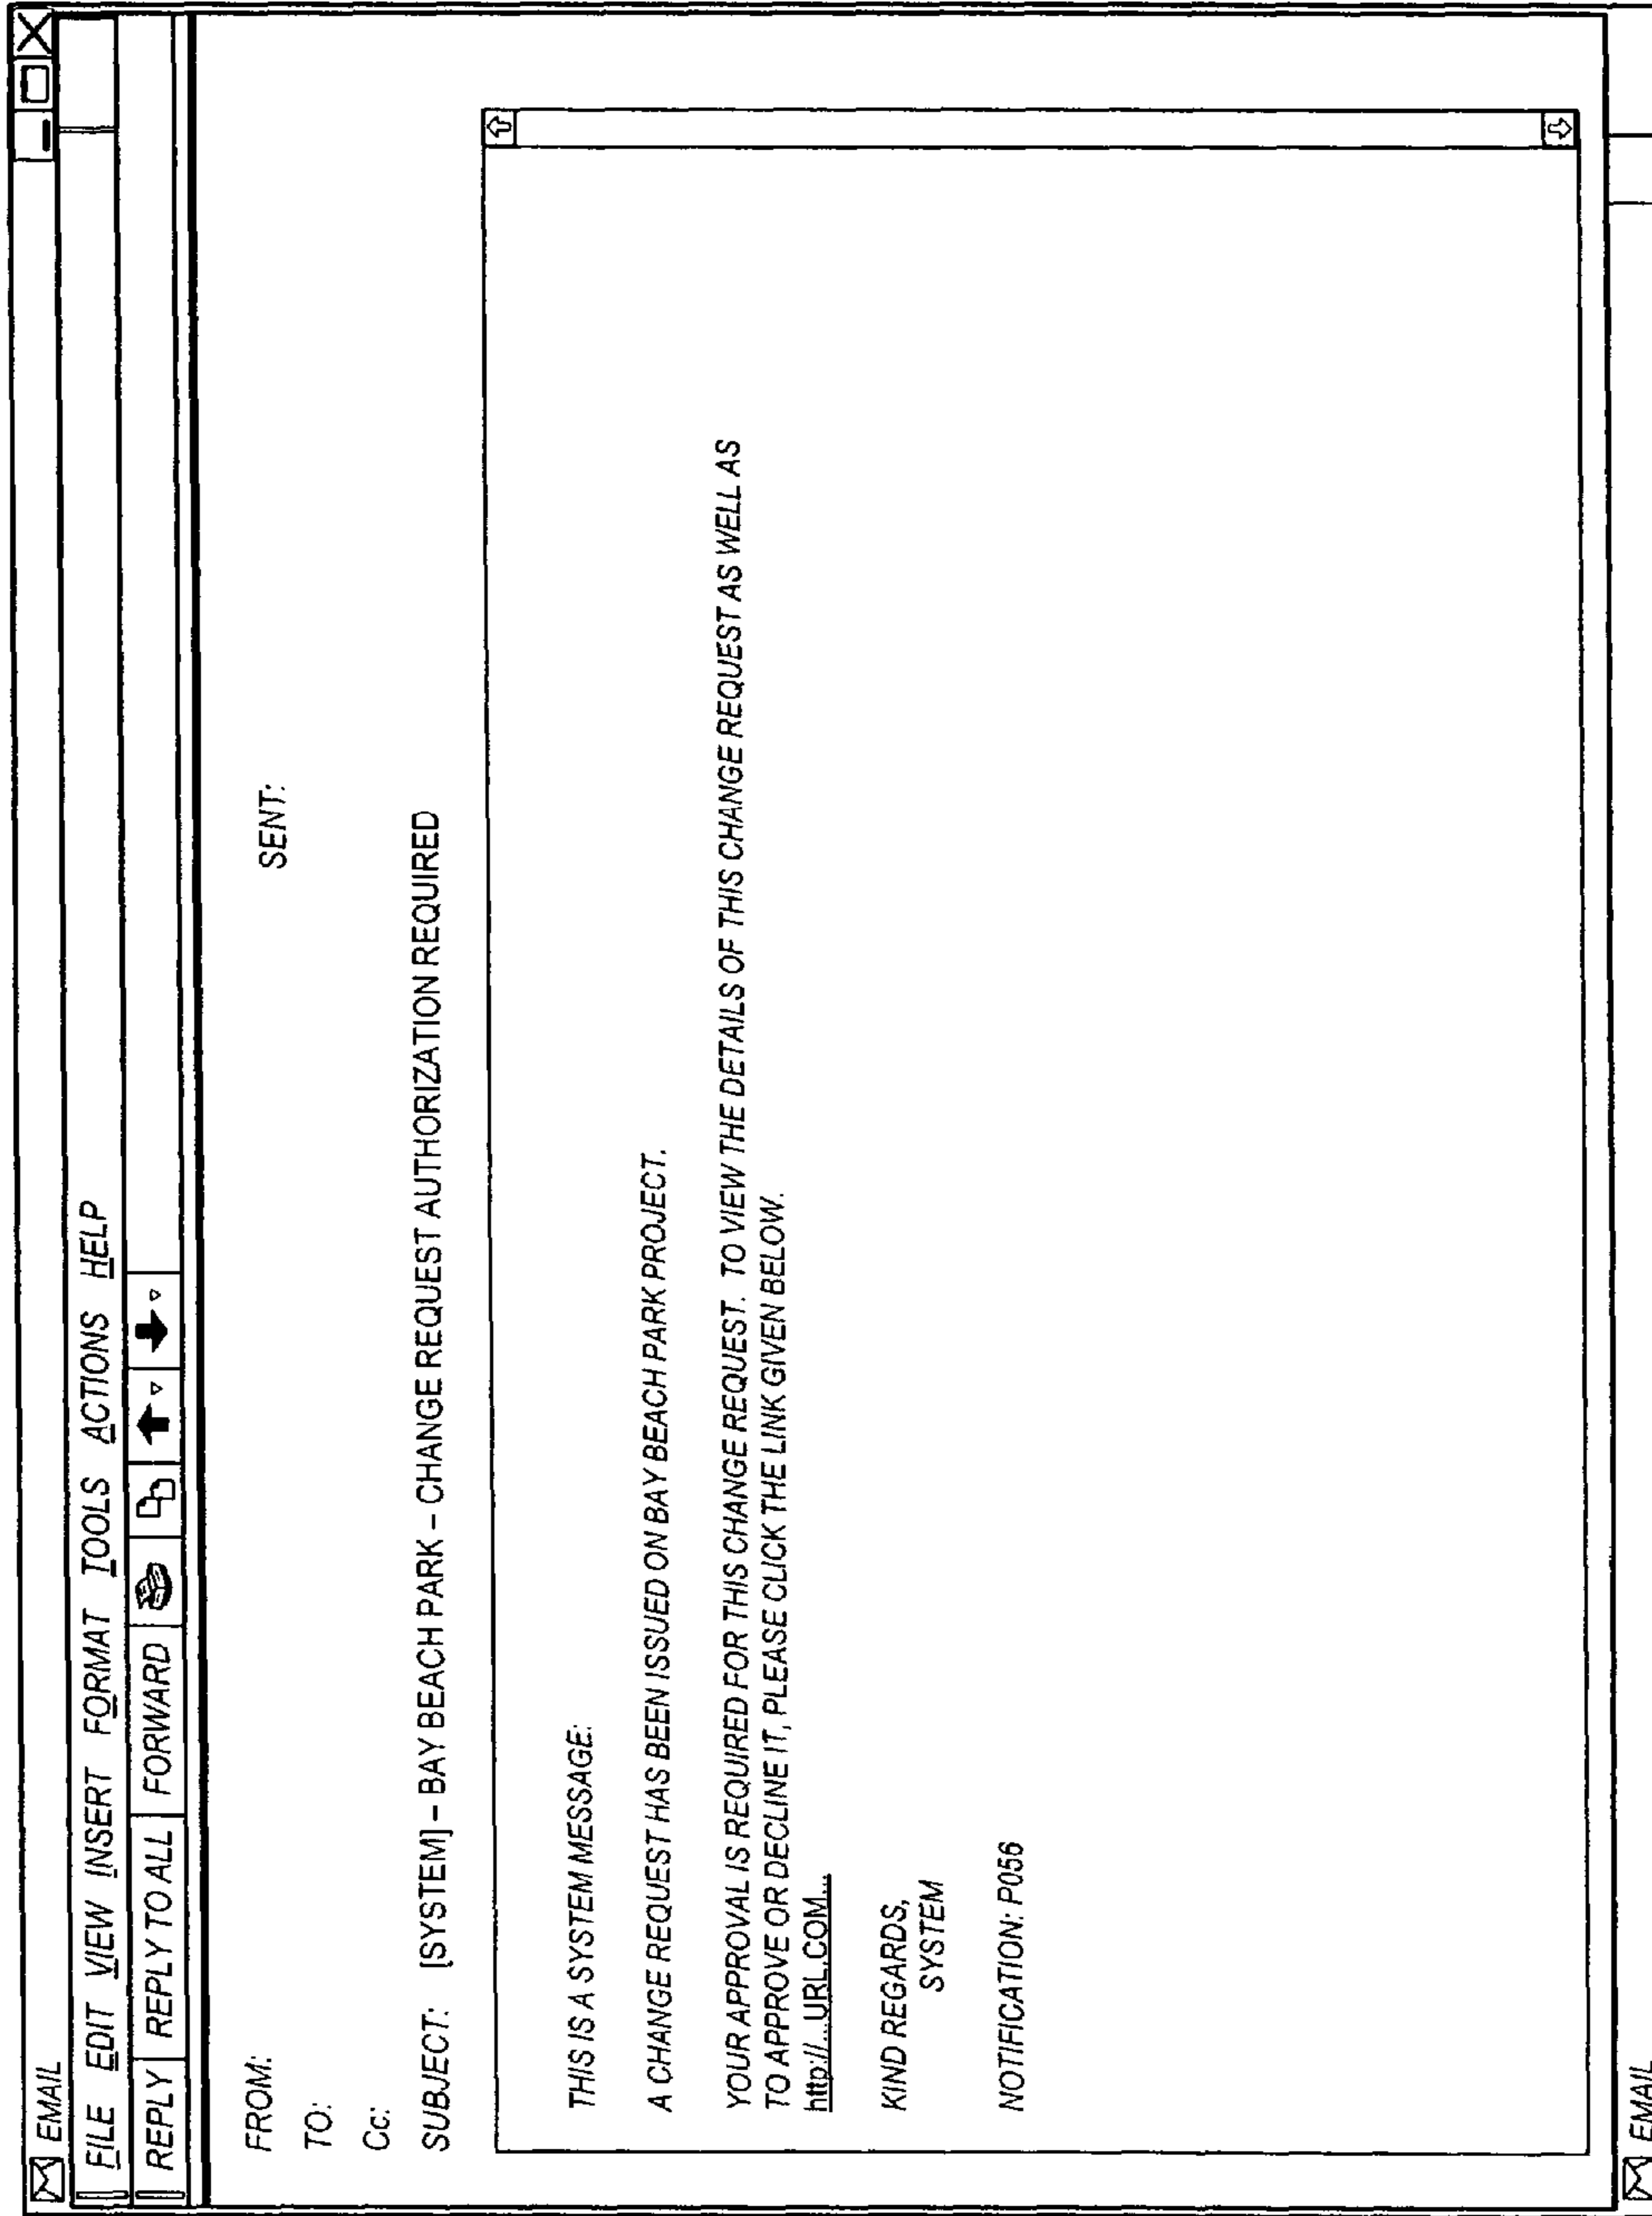 EMAIL
FILE EDIT VIEW INSERT FORMAT TOOLS ACTIONS HELP
REPLY REPLY TO ALL FORWARD
FROM: SENT:
TO:
Cc:
SUBJECT: [SYSTEM] – BAY BEACH PARK – CHANGE REQUEST AUTHORIZATION REQUIRED
THIS IS A SYSTEM MESSAGE:
A CHANGE REQUEST HAS BEEN ISSUED ON BAY BEACH PARK PROJECT.
YOUR APPROVAL IS REQUIRED FOR THIS CHANGE REQUEST. TO VIEW THE DETAILS OF THIS CHANGE REQUEST AS WELL AS
TO APPROVE OR DECLINE IT, PLEASE CLICK THE LINK GIVEN BELOW.
http://...URL.COM...
KIND REGARDS,
SYSTEM
NOTIFICATION: P056
EMAIL